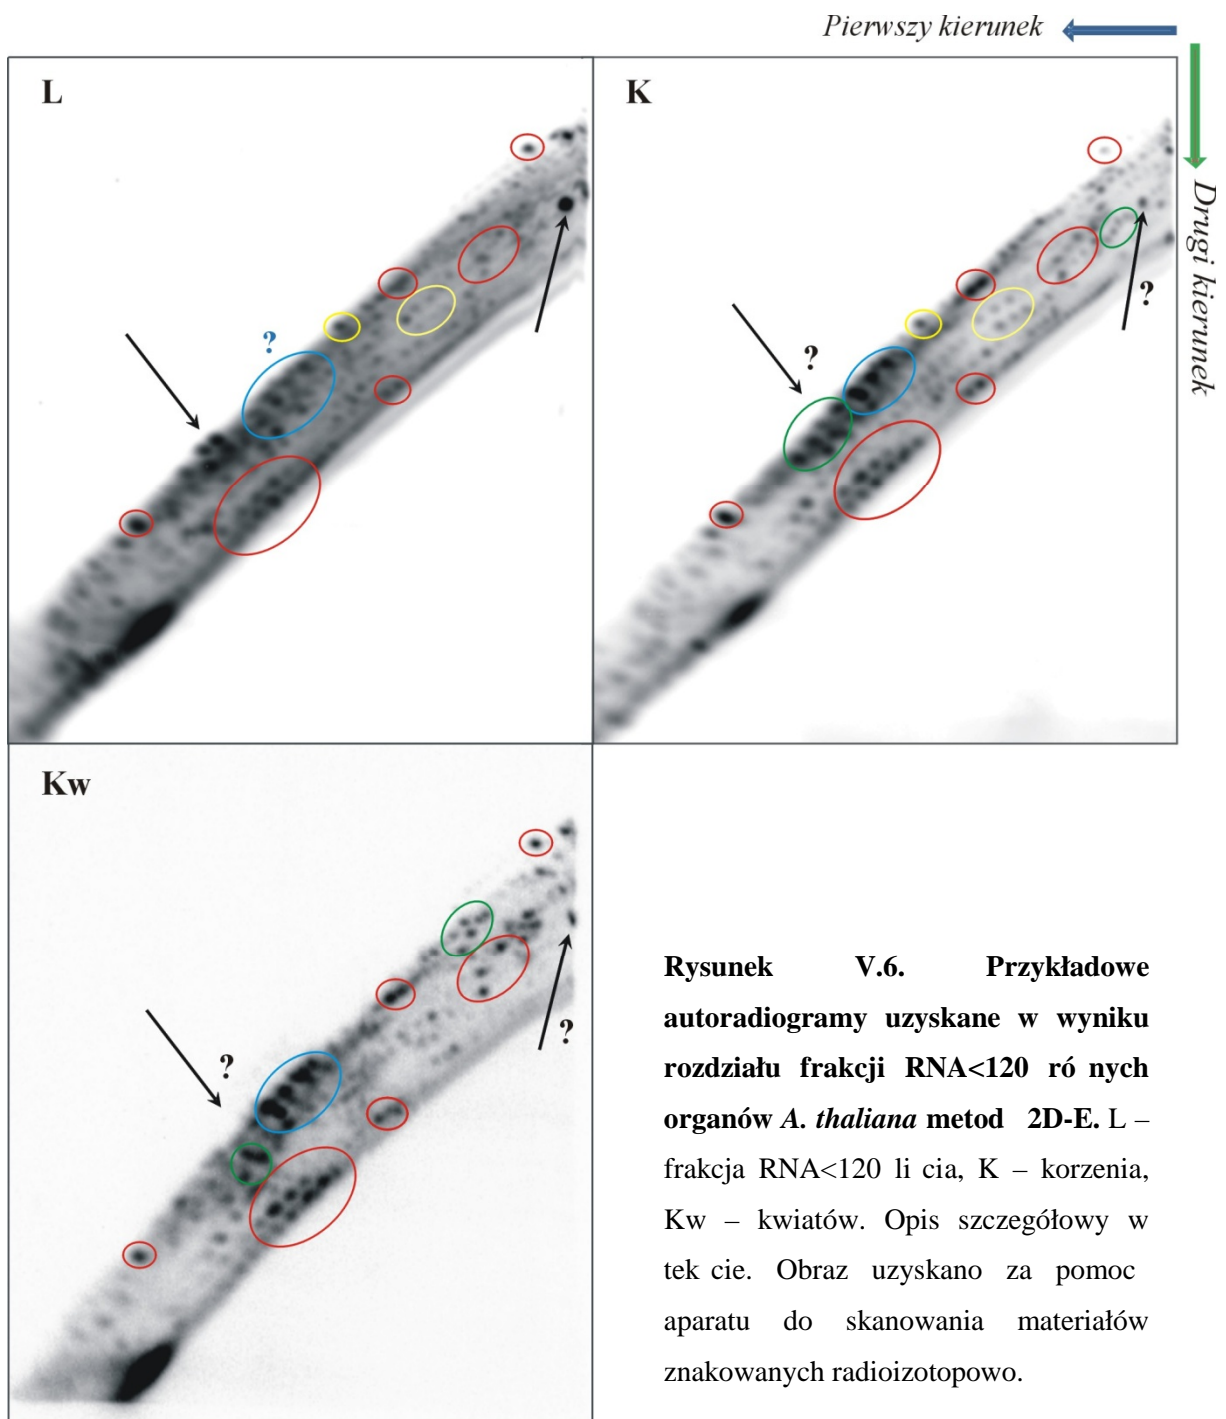 Pierwszy kierunek
Drugi kierunek
L
?
K
?
?
Kw
?
?
Rysunek V.6. Przykładowe
autoradiogramy uzyskane w wyniku
rozdziału frakcji RNA<120 ró nych
organów A. thaliana metod 2D-E. L –
frakcja RNA<120 li cia, K – korzenia,
Kw – kwiatów. Opis szczegółowy w
tek cie. Obraz uzyskano za pomoc
aparatu do skanowania materiałów
znakowanych radioizotopowo.